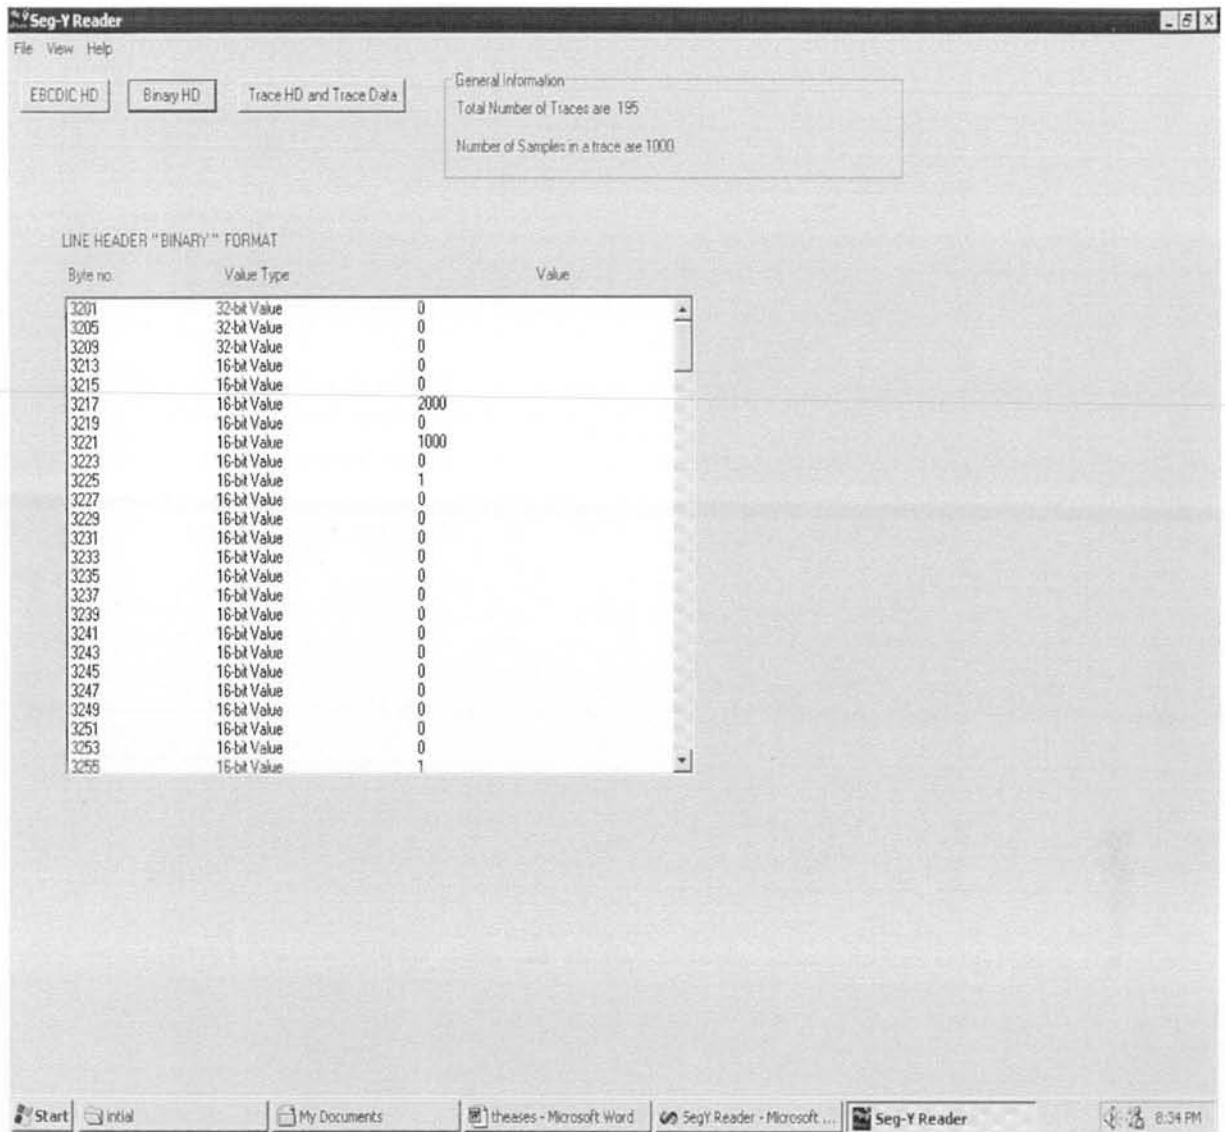 Seg-Y Reader
File View Help
EBCDIC HD Binary HD Trace HD and Trace Data
General Information
Total Number of Traces are 195
Number of Samples in a trace are 1000
LINE HEADER "BINARY" FORMAT
Byte no. Value Type Value
3201 32-bit Value 0
3205 32-bit Value 0
3209 32-bit Value 0
3213 16-bit Value 0
3215 16-bit Value 0
3217 16-bit Value 2000
3219 16-bit Value 0
3221 16-bit Value 1000
3223 16-bit Value 0
3225 16-bit Value 1
3227 16-bit Value 0
3229 16-bit Value 0
3231 16-bit Value 0
3233 16-bit Value 0
3235 16-bit Value 0
3237 16-bit Value 0
3239 16-bit Value 0
3241 16-bit Value 0
3243 16-bit Value 0
3245 16-bit Value 0
3247 16-bit Value 0
3249 16-bit Value 0
3251 16-bit Value 0
3253 16-bit Value 0
3255 16-bit Value 1
Start intial My Documents theases - Microsoft Word SegY Reader - Microsoft ... Seg-Y Reader 8:34 PM